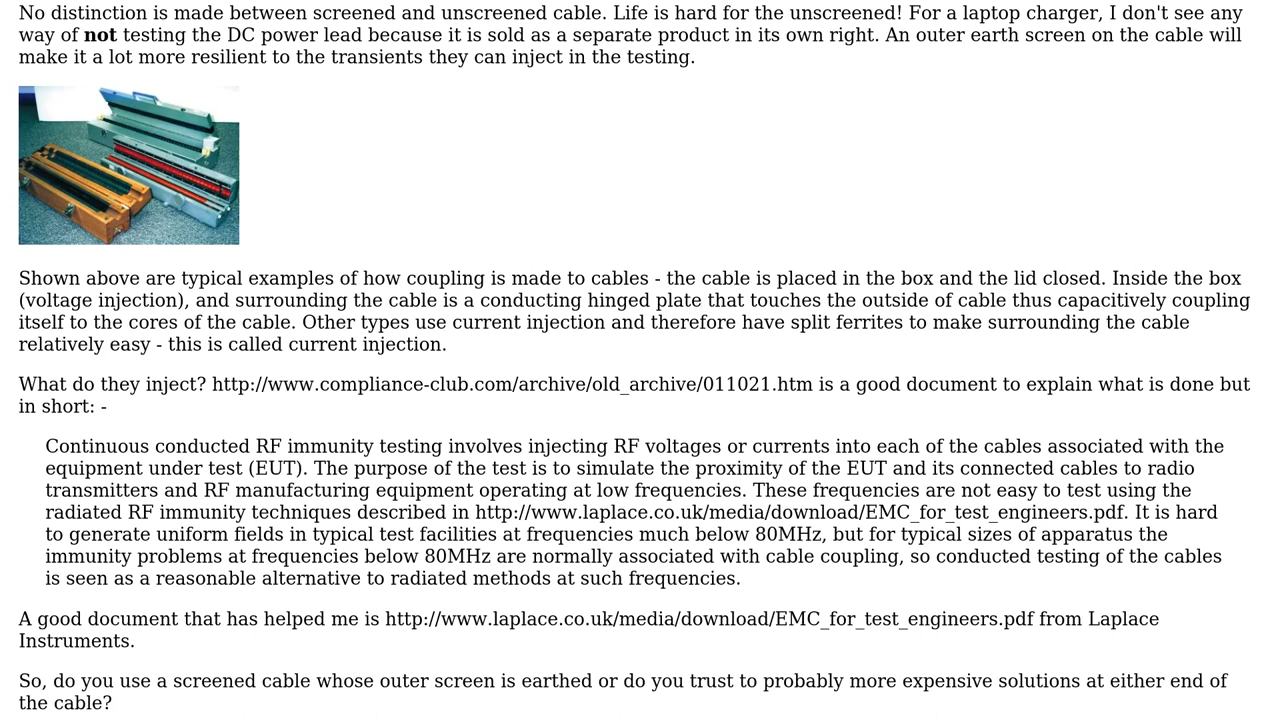 No distinction is made between screened and unscreened cable. Life is hard for the unscreened! For a laptop charger, I don't see any
way of not testing the DC power lead because it is sold as a separate product in its own right. An outer earth screen on the cable will
make it a lot more resilient to the transients they can inject in the testing.
Shown above are typical examples of how coupling is made to cables - the cable is placed in the box and the lid closed. Inside the box
(voltage injection), and surrounding the cable is a conducting hinged plate that touches the outside of cable thus capacitively coupling
itself to the cores of the cable. Other types use current injection and therefore have split ferrites to make surrounding the cable
relatively easy - this is called current injection.
What do they inject? http://www.compliance-club.com/archive/old_archive/011021.htm is a good document to explain what is done but
in short: -
Continuous conducted RF immunity testing involves injecting RF voltages or currents into each of the cables associated with the
equipment under test (EUT). The purpose of the test is to simulate the proximity of the EUT and its connected cables to radio
transmitters and RF manufacturing equipment operating at low frequencies. These frequencies are not easy to test using the
radiated RF immunity techniques described in http://www.laplace.co.uk/media/download/EMC_for_test_engineers.pdf. It is hard
to generate uniform fields in typical test facilities at frequencies much below 80MHz, but for typical sizes of apparatus the
immunity problems at frequencies below 80MHz are normally associated with cable coupling, so conducted testing of the cables
is seen as a reasonable alternative to radiated methods at such frequencies.
A good document that has helped me is http://www.laplace.co.uk/media/download/EMC_for_test_engineers.pdf from Laplace
Instruments.
So, do you use a screened cable whose outer screen is earthed or do you trust to probably more expensive solutions at either end of
the cable?